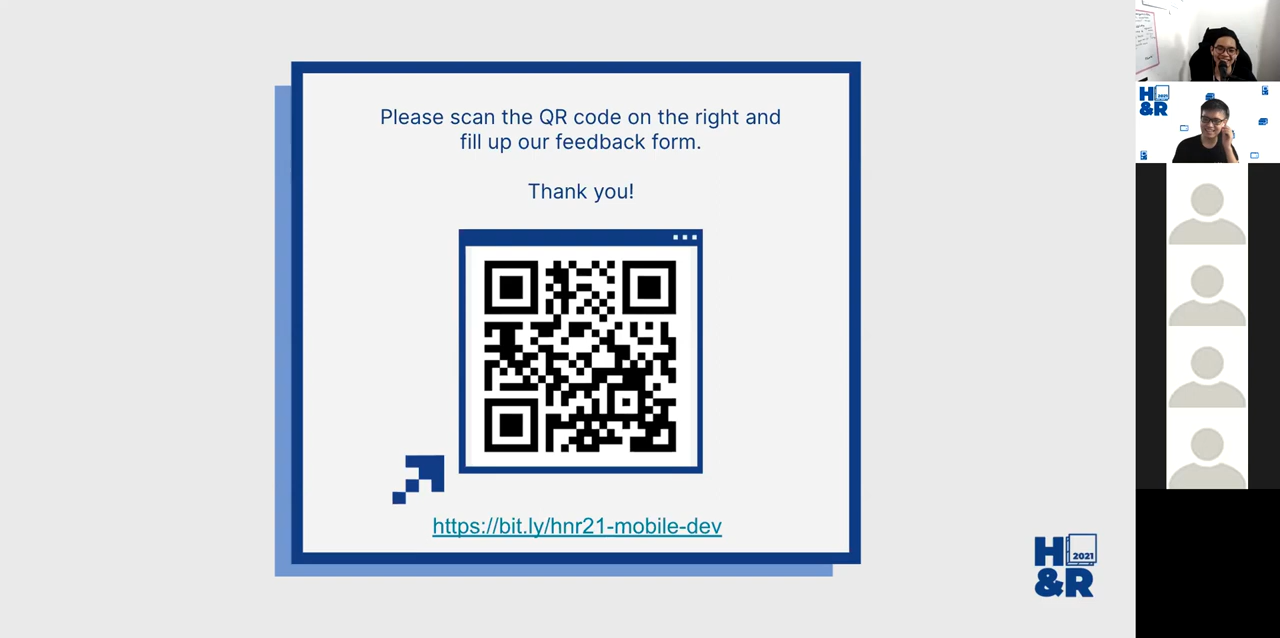 Please scan the QR code on the right and
fill up our feedback form.
Thank you!
https://bit.ly/hnr21-mobile-dev
H 2021
&R
H 2021
&R